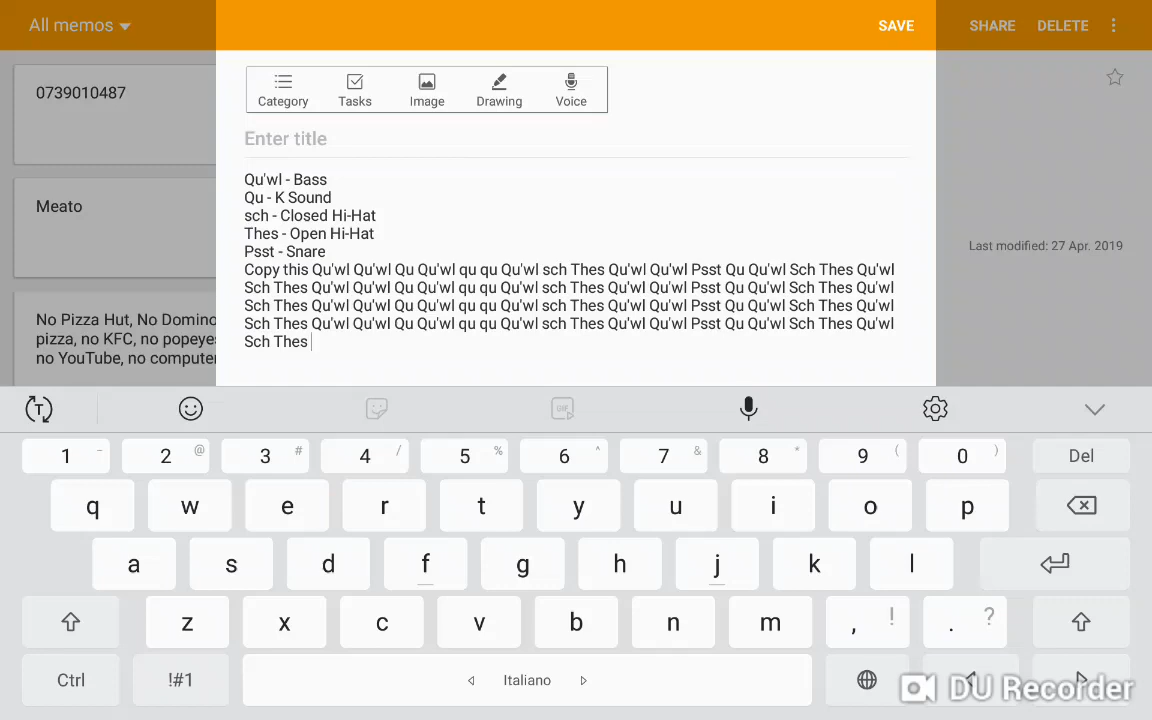 All memos
SAVE
SHARE
DELETE
0739010487
Category
Tasks
Image
Drawing
Voice
Enter title
Meato
Qu'wl - Bass
Qu - K Sound
sch - Closed Hi-Hat
Thes - Open Hi-Hat
Psst - Snare
Copy this Qu'wl Qu'wl Qu Qu'wl qu qu Qu'wl sch Thes Qu'wl Qu'wl Psst Qu Qu'wl Sch Thes Qu'wl
Sch Thes Qu'wl Qu'wl Qu Qu'wl qu qu Qu'wl sch Thes Qu'wl Qu'wl Psst Qu Qu'wl Sch Thes Qu'wl
Sch Thes Qu'wl Qu'wl Qu Qu'wl qu qu Qu'wl sch Thes Qu'wl Qu'wl Psst Qu Qu'wl Sch Thes Qu'wl
Sch Thes Qu'wl Qu'wl Qu Qu'wl qu qu Qu'wl sch Thes Qu'wl Qu'wl Psst Qu Qu'wl Sch Thes Qu'wl
Sch Thes
Last modified: 27 Apr. 2019
No Pizza Hut, No Domino
pizza, no KFC, no popeye
no YouTube, no compute
T
GIF
1 - 2 @ 3 # 4 / 5 % 6 ^ 7 & 8 * 9 ( 0 ) Del
q w e r t y u i o p
a s d f g h j k l
z x c v b n m , ! . ?
Ctrl !#1 Italiano
DU Recorder